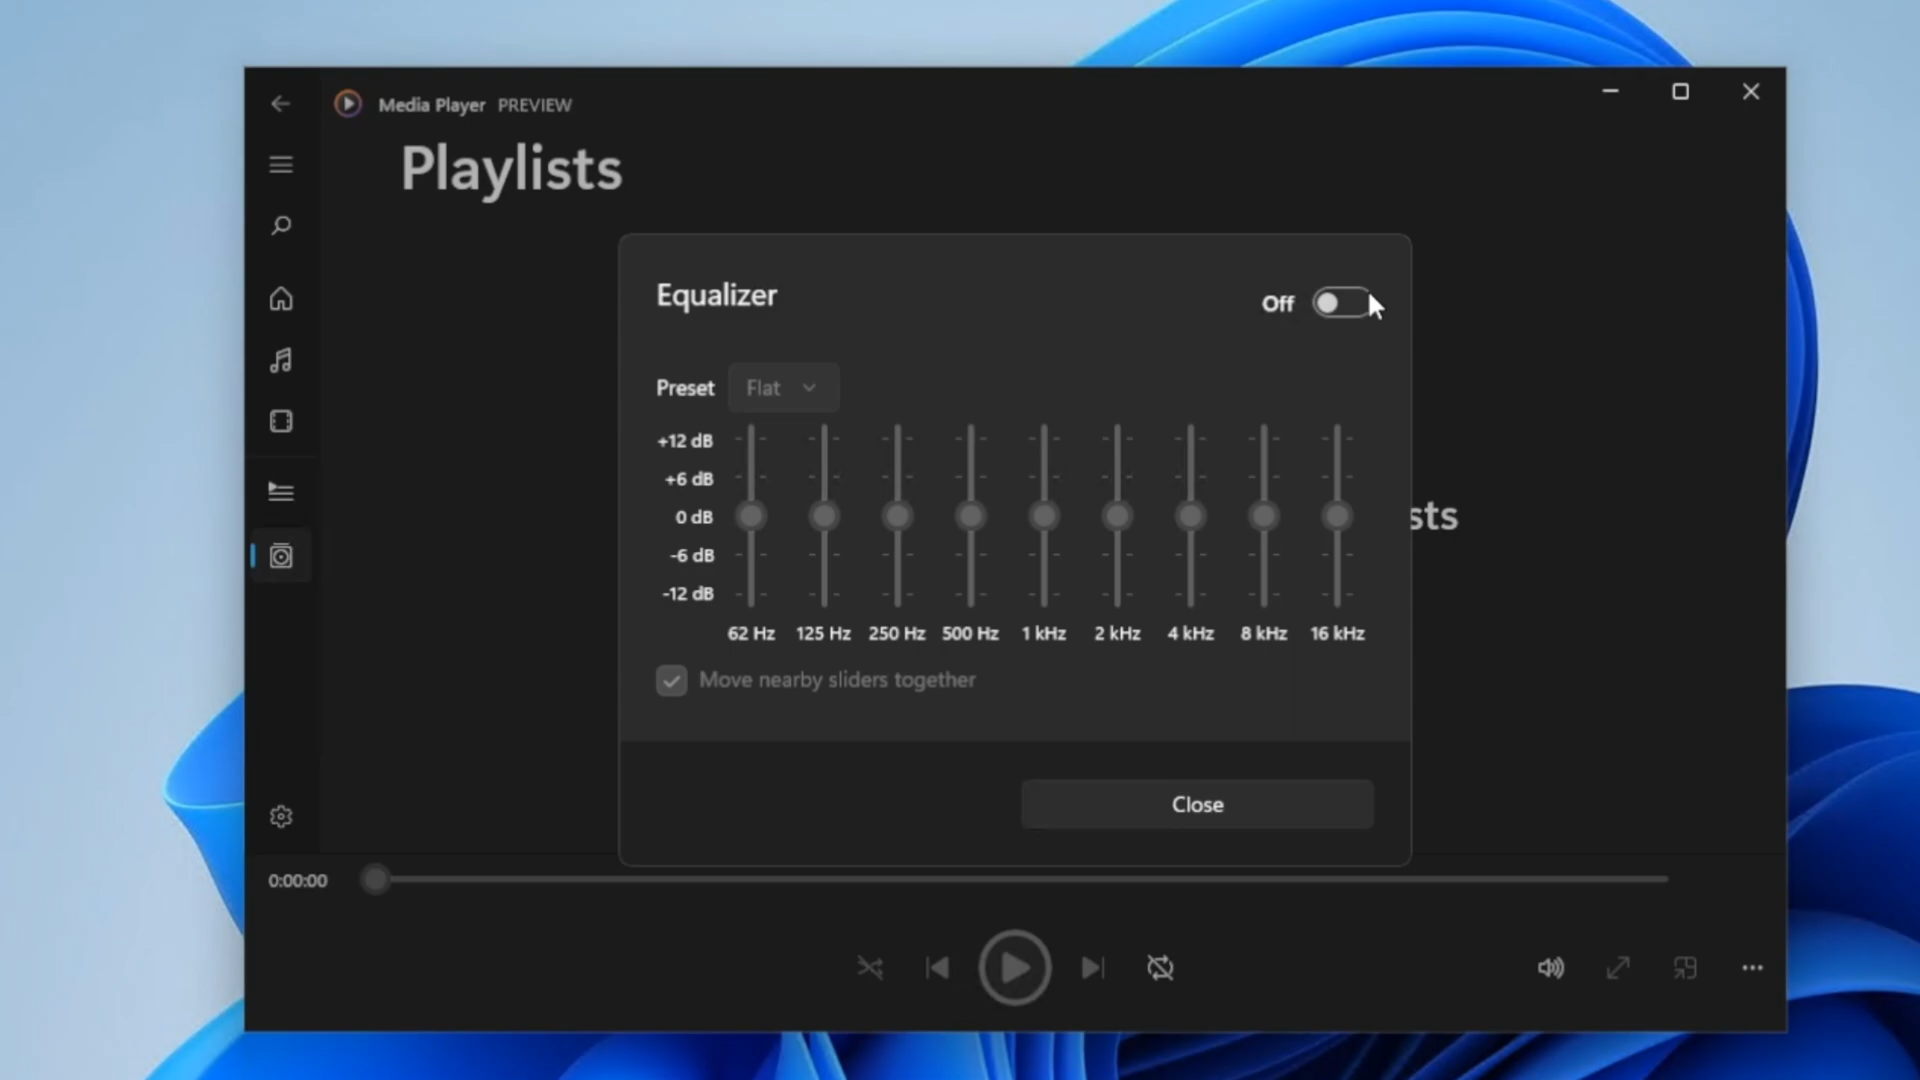 Media Player PREVIEW
Playlists
Equalizer
Off
Preset Flat
+12 dB
+6 dB
0 dB
-6 dB
-12 dB
sts
62 Hz 125 Hz 250 Hz 500 Hz 1 kHz 2 kHz 4 kHz 8 kHz 16 kHz
Move nearby sliders together
Close
0:00:00